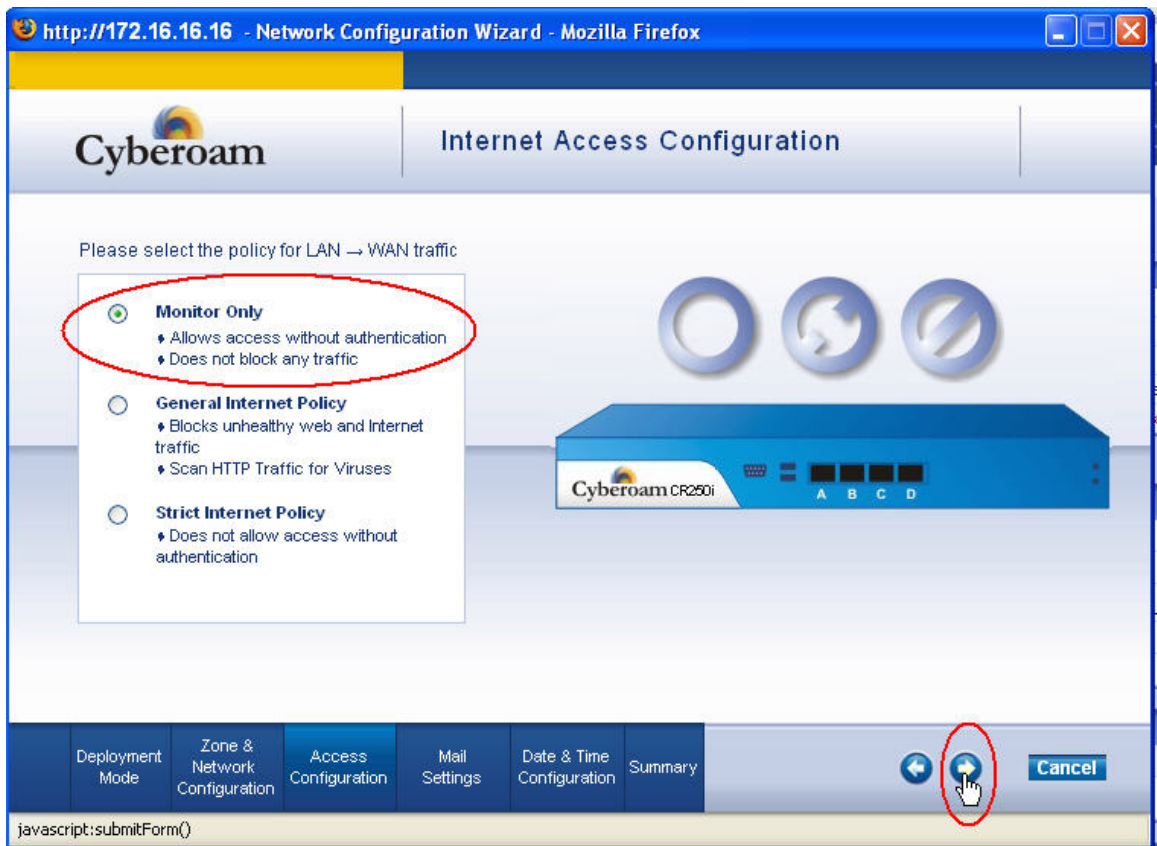 http://172.16.16.16 - Network Configuration Wizard - Mozilla Firefox
Cyberoam
Internet Access Configuration
Please select the policy for LAN → WAN traffic
Monitor Only
♦ Allows access without authentication
♦ Does not block any traffic
General Internet Policy
♦ Blocks unhealthy web and Internet
traffic
♦ Scan HTTP Traffic for Viruses
Strict Internet Policy
♦ Does not allow access without
authentication
Cyberoam CR250i
A B C D
Deployment
Mode
Zone &
Network
Configuration
Access
Configuration
Mail
Settings
Date & Time
Configuration
Summary
Cancel
javascript:submitForm()